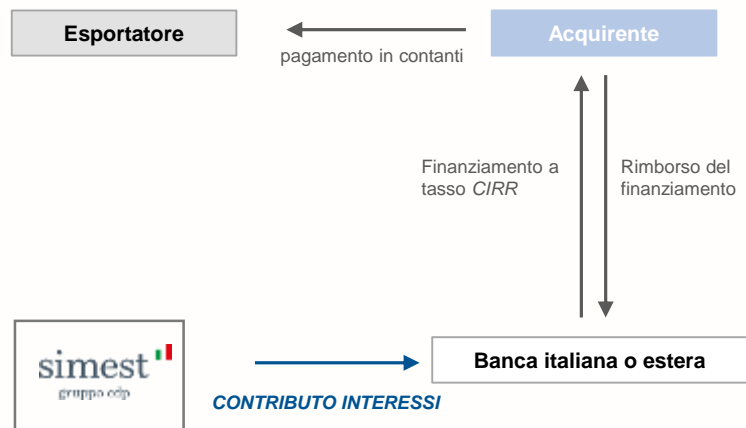 Esportatore
Acquirente
pagamento in contanti
Finanziamento a
tasso CIRR
Rimborso del
finanziamento
simest
gruppo cdp
CONTRIBUTO INTERESSI
Banca italiana o estera